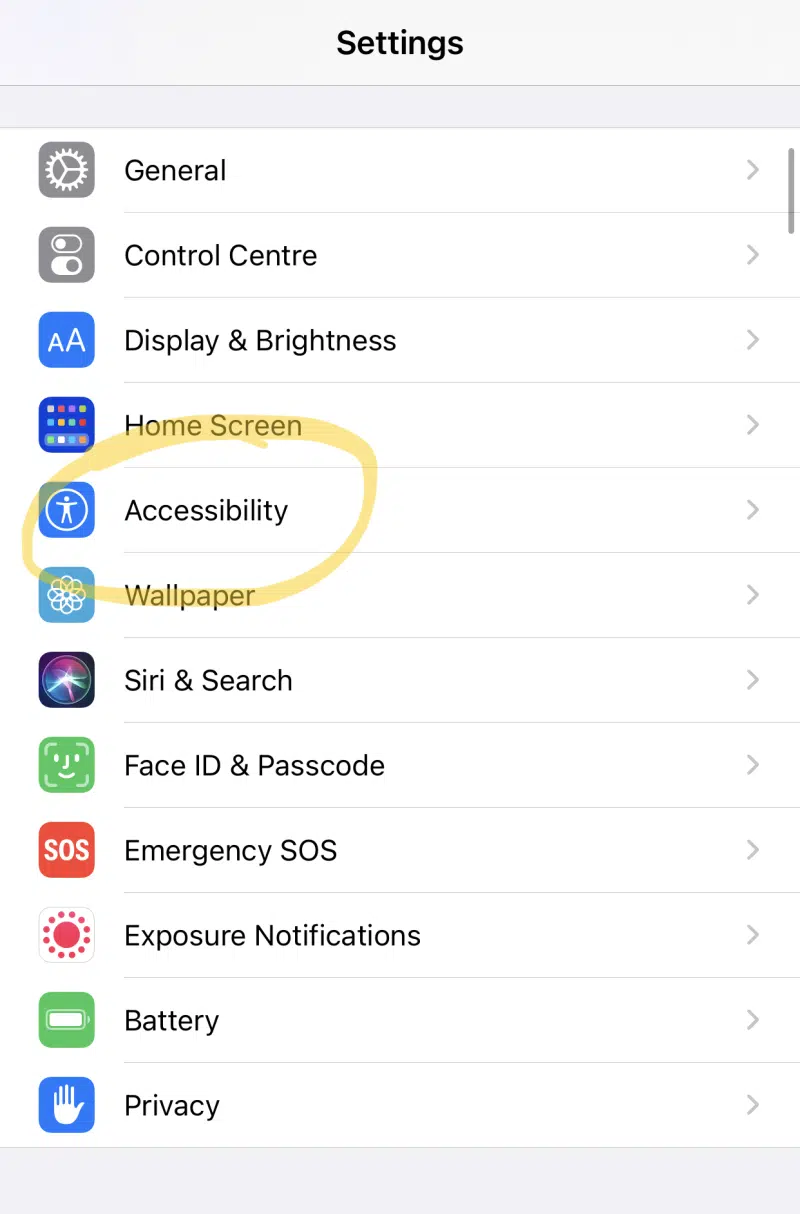 Settings
General
Control Centre
AA Display & Brightness
Home Screen
Accessibility
Wallpaper
Siri & Search
Face ID & Passcode
SOS Emergency SOS
Exposure Notifications
Battery
Privacy